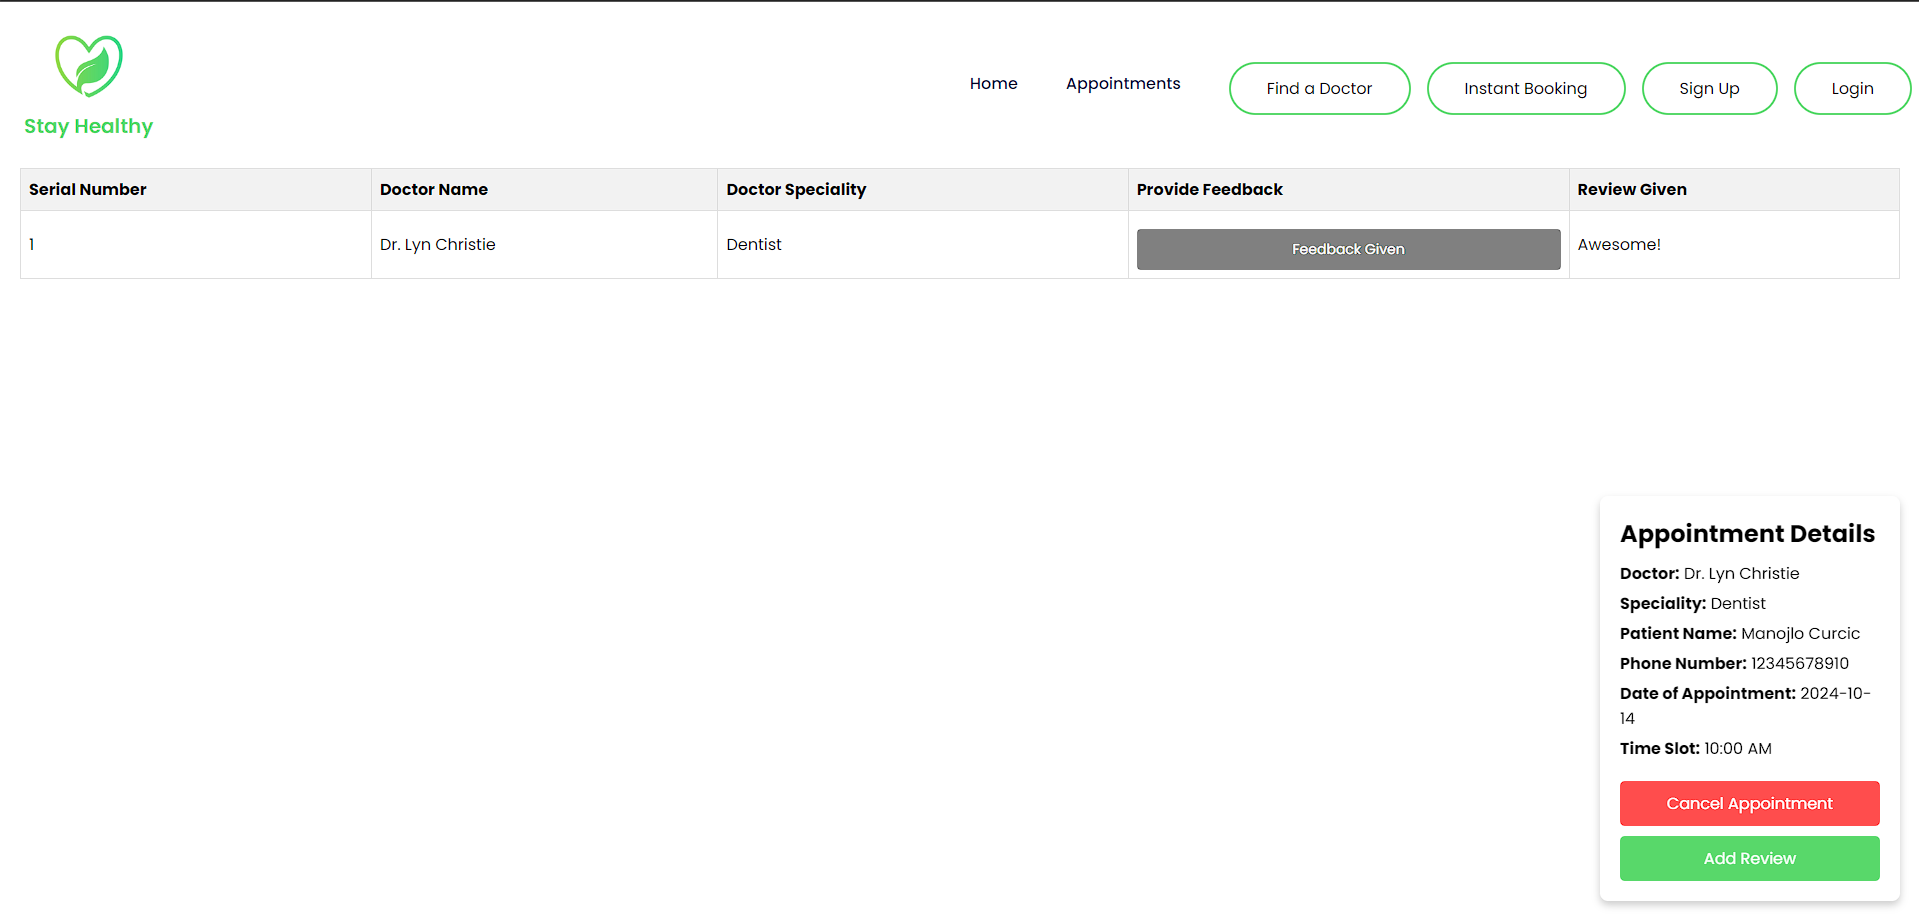 Stay Healthy
Home Appointments Find a Doctor Instant Booking Sign Up Login
Serial Number Doctor Name Doctor Speciality Provide Feedback Review Given
1 Dr. Lyn Christie Dentist Feedback Given Awesome!
Appointment Details
Doctor: Dr. Lyn Christie
Speciality: Dentist
Patient Name: Manojlo Curcic
Phone Number: 12345678910
Date of Appointment: 2024-10-
14
Time Slot: 10:00 AM
Cancel Appointment
Add Review